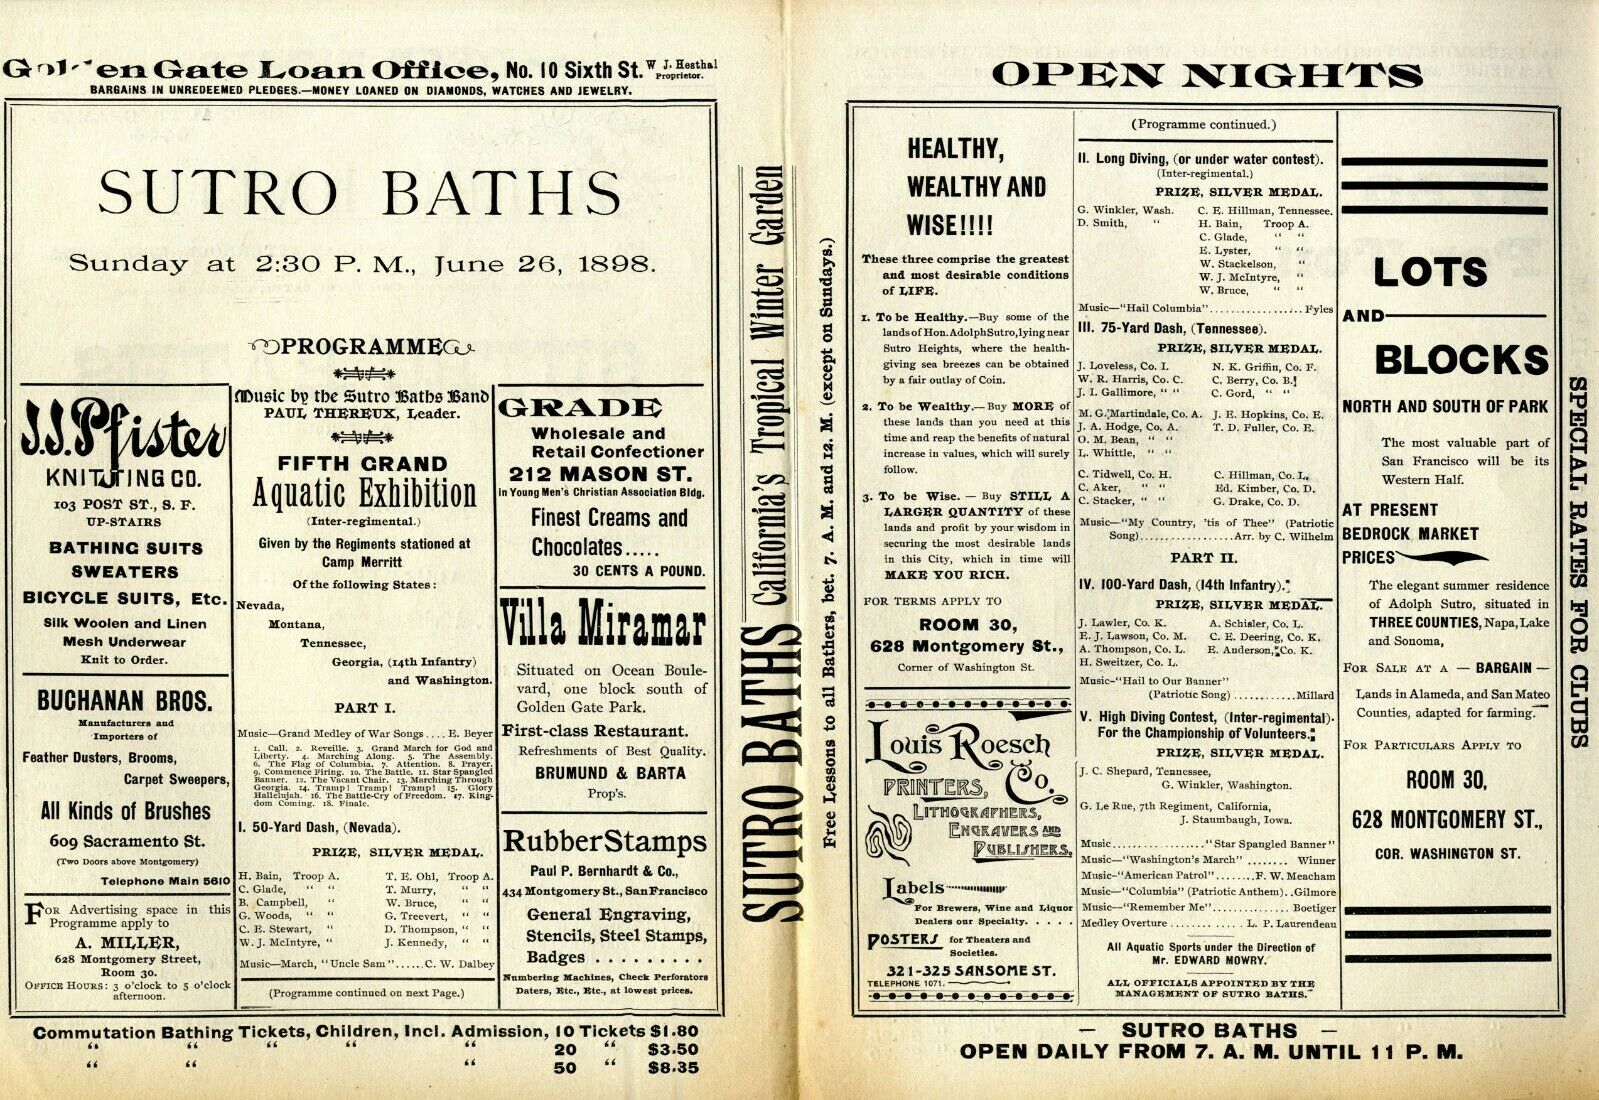 Golden Gate Loan Office, No. 10 Sixth St. W. J. Hesthal Proprietor.
BARGAINS IN UNREDEEMED PLEDGES.—MONEY LOANED ON DIAMONDS, WATCHES AND JEWELRY.
SUTRO BATHS
Sunday at 2:30 P. M., June 26, 1898.
PROGRAMME
J.J. Pfister
KNITTING CO.
103 POST ST., S. F.
UP-STAIRS
BATHING SUITS
SWEATERS
BICYCLE SUITS, Etc.
Silk Woolen and Linen
Mesh Underwear
Knit to Order.
BUCHANAN BROS.
Manufacturers and
Importers of
Feather Dusters, Brooms,
Carpet Sweepers,
All Kinds of Brushes
609 Sacramento St.
(Two Doors above Montgomery)
Telephone Main 5610
FOR Advertising space in this
Programme apply to
A. MILLER,
628 Montgomery Street,
Room 30.
OFFICE HOURS: 3 o'clock to 5 o'clock
afternoon.
Music by the Sutro Baths Band
PAUL THEREUX, Leader.
FIFTH GRAND
Aquatic Exhibition
(Inter-regimental.)
Given by the Regiments stationed at
Camp Merritt
Of the following States:
Nevada,
Montana,
Tennessee,
Georgia, (14th Infantry)
and Washington.
PART I.
Music—Grand Medley of War Songs .... E. Beyer
1. Call. 2. Reveille. 3. Grand March for God and
Liberty. 4. Marching Along. 5. The Assembly.
6. The Flag of Columbia. 7. Attention. 8. Prayer.
9. Commence Firing. 10. The Battle. 11. Star Spangled
Banner. 12. The Vacant Chair. 13. Marching Through
Georgia. 14. Tramp! Tramp! Tramp! 15. Glory
Hallelujah. 16. The Battle-Cry of Freedom. 17. King-
dom Coming. 18. Finale.
I. 50-Yard Dash, (Nevada).
PRIZE, SILVER MEDAL.
H. Bain, Troop A. T. E. Ohl, Troop A.
C. Glade, " " T. Murry, " "
B. Campbell, " W. Bruce, " "
G. Woods, " " G. Treevert, " "
C. E. Stewart, " D. Thompson, " "
W. J. McIntyre, " J. Kennedy, " "
Music—March, "Uncle Sam" ...... C. W. Dalbey
(Programme continued on next Page.)
GRADE
Wholesale and
Retail Confectioner
212 MASON ST.
in Young Men's Christian Association Bldg.
Finest Creams and
Chocolates.....
30 CENTS A POUND.
Villa Miramar
Situated on Ocean Boule-
vard, one block south of
Golden Gate Park.
First-class Restaurant.
Refreshments of Best Quality.
BRUMUND & BARTA
Prop's.
Rubber Stamps
Paul P. Bernhardt & Co.,
434 Montgomery St., San Francisco
General Engraving,
Stencils, Steel Stamps,
Badges . . . . . . . . .
Numbering Machines, Check Perforators
Daters, Etc., Etc., at lowest prices.
Commutation Bathing Tickets, Children, Incl. Admission, 10 Tickets $1.80
" " " " " 20 " $3.50
" " " 50 " $8.35
SUTRO BATHS California's Tropical Winter Garden
Free Lessons to all Bathers, bet. 7. A. M. and 12. M. (except on Sundays.)
OPEN NIGHTS
HEALTHY,
WEALTHY AND
WISE!!!!
These three comprise the greatest
and most desirable conditions
of LIFE.
1. To be Healthy.—Buy some of the
lands of Hon. Adolph Sutro, lying near
Sutro Heights, where the health-
giving sea breezes can be obtained
by a fair outlay of Coin.
2. To be Wealthy.—Buy MORE of
these lands than you need at this
time and reap the benefits of natural
increase in values, which will surely
follow.
3. To be Wise. — Buy STILL A
LARGER QUANTITY of these
lands and profit by your wisdom in
securing the most desirable lands
in this City, which in time will
MAKE YOU RICH.
FOR TERMS APPLY TO
ROOM 30,
628 Montgomery St.,
Corner of Washington St.
Louis Roesch
Co.
PRINTERS,
LITHOGRAPHERS,
ENGRAVERS AND
PUBLISHERS.
Labels
For Brewers, Wine and Liquor
Dealers our Specialty. . . . .
POSTERS for Theaters and
Societies.
321-325 SANSOME ST.
TELEPHONE 1071.
(Programme continued.)
II. Long Diving, (or under water contest).
(Inter-regimental.)
PRIZE, SILVER MEDAL.
G. Winkler, Wash. C. E. Hillman, Tennessee.
D. Smith, " H. Bain, Troop A.
C. Glade, " "
E. Lyster, "
W. Stackelson, "
W. J. McIntyre, "
W. Bruce, " "
Music—"Hail Columbia" .................. Fyles
III. 75-Yard Dash, (Tennessee).
PRIZE, SILVER MEDAL.
J. Loveless, Co. I. N. K. Griffin, Co. F.
W. R. Harris, Co. C. C. Berry, Co. B.
J. I. Gallimore, " " C. Gord, " "
M. G. Martindale, Co. A. J. E. Hopkins, Co. E.
J. A. Hodge, Co. A. T. D. Fuller, Co. E.
O. M. Bean, " "
L. Whittle, " "
C. Tidwell, Co. H. C. Hillman, Co. L.
C. Aker, " " Ed. Kimber, Co. D.
C. Stacker, " " G. Drake, Co. D.
Music—"My Country, 'tis of Thee" (Patriotic
Song)..................Arr. by C. Wilhelm
PART II.
IV. 100-Yard Dash, (14th Infantry).
PRIZE, SILVER MEDAL.
J. Lawler, Co. K. A. Schisler, Co. L.
E. J. Lawson, Co. M. C. E. Deering, Co. K.
A. Thompson, Co. L. E. Anderson, Co. K.
H. Sweitzer, Co. L.
Music-"Hail to Our Banner"
(Patriotic Song) ........... Millard
V. High Diving Contest, (Inter-regimental).
For the Championship of Volunteers.
PRIZE, SILVER MEDAL.
J. C. Shepard, Tennessee,
G. Winkler, Washington.
G. Le Rue, 7th Regiment, California,
J. Staumbaugh, Iowa.
Music .................. "Star Spangled Banner"
Music—"Washington's March" ........ Winner
Music—"American Patrol" ....... F. W. Meacham
Music—"Columbia" (Patriotic Anthem) ..Gilmore
Music—"Remember Me" .............. Boetiger
Medley Overture ............. L. P. Laurendeau
All Aquatic Sports under the Direction of
Mr. EDWARD MOWRY.
ALL OFFICIALS APPOINTED BY THE
MANAGEMENT OF SUTRO BATHS.
LOTS
AND
BLOCKS
NORTH AND SOUTH OF PARK
The most valuable part of
San Francisco will be its
Western Half.
AT PRESENT
BEDROCK MARKET
PRICES
The elegant summer residence
of Adolph Sutro, situated in
THREE COUNTIES, Napa, Lake
and Sonoma,
FOR SALE AT A — BARGAIN —
Lands in Alameda, and San Mateo
Counties, adapted for farming.
FOR PARTICULARS APPLY TO
ROOM 30,
628 MONTGOMERY ST.,
COR. WASHINGTON ST.
SPECIAL RATES FOR CLUBS
— SUTRO BATHS —
OPEN DAILY FROM 7. A. M. UNTIL 11 P. M.